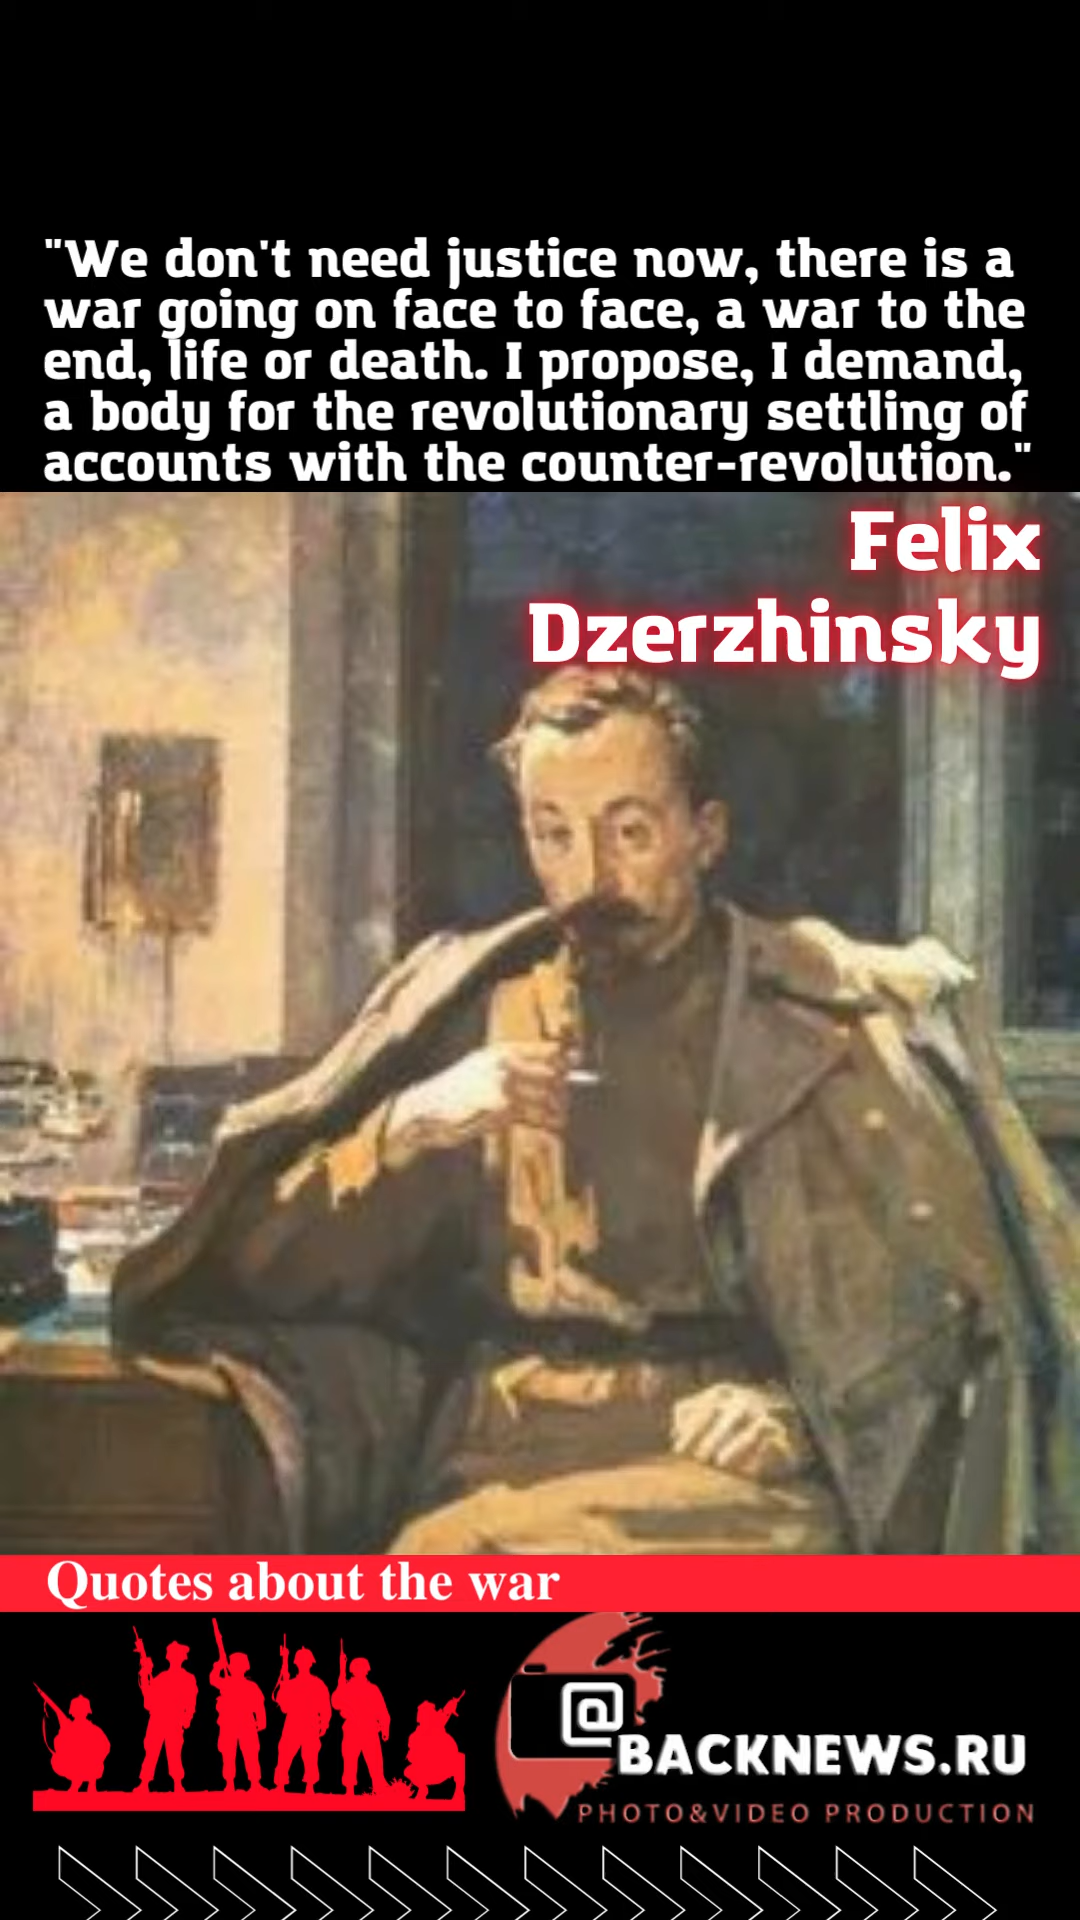 "We don't need justice now, there is a
war going on face to face, a war to the
end, life or death. I propose, I demand,
a body for the revolutionary settling of
accounts with the counter-revolution."
Felix
Dzerzhinsky
Quotes about the war
@
BACKNEWS.RU
PHOTO&VIDEO PRODUCTION